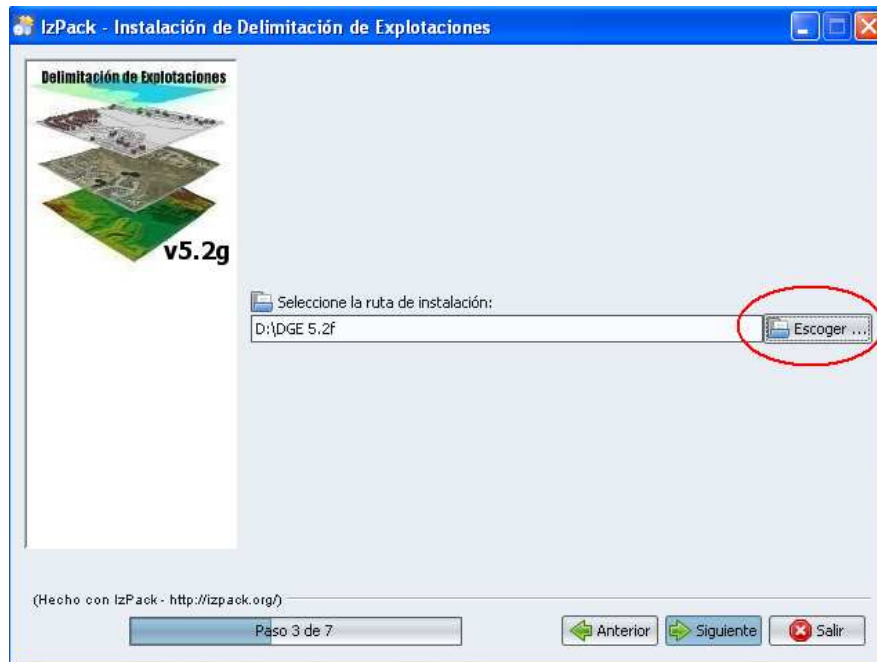 IzPack - Instalación de Delimitación de Explotaciones
Delimitación de Explotaciones
v5.2g
Seleccione la ruta de instalación:
D:\DGE 5.2f
Escoger ...
(Hecho con IzPack - http://izpack.org/)
Paso 3 de 7
Anterior
Siguiente
Salir